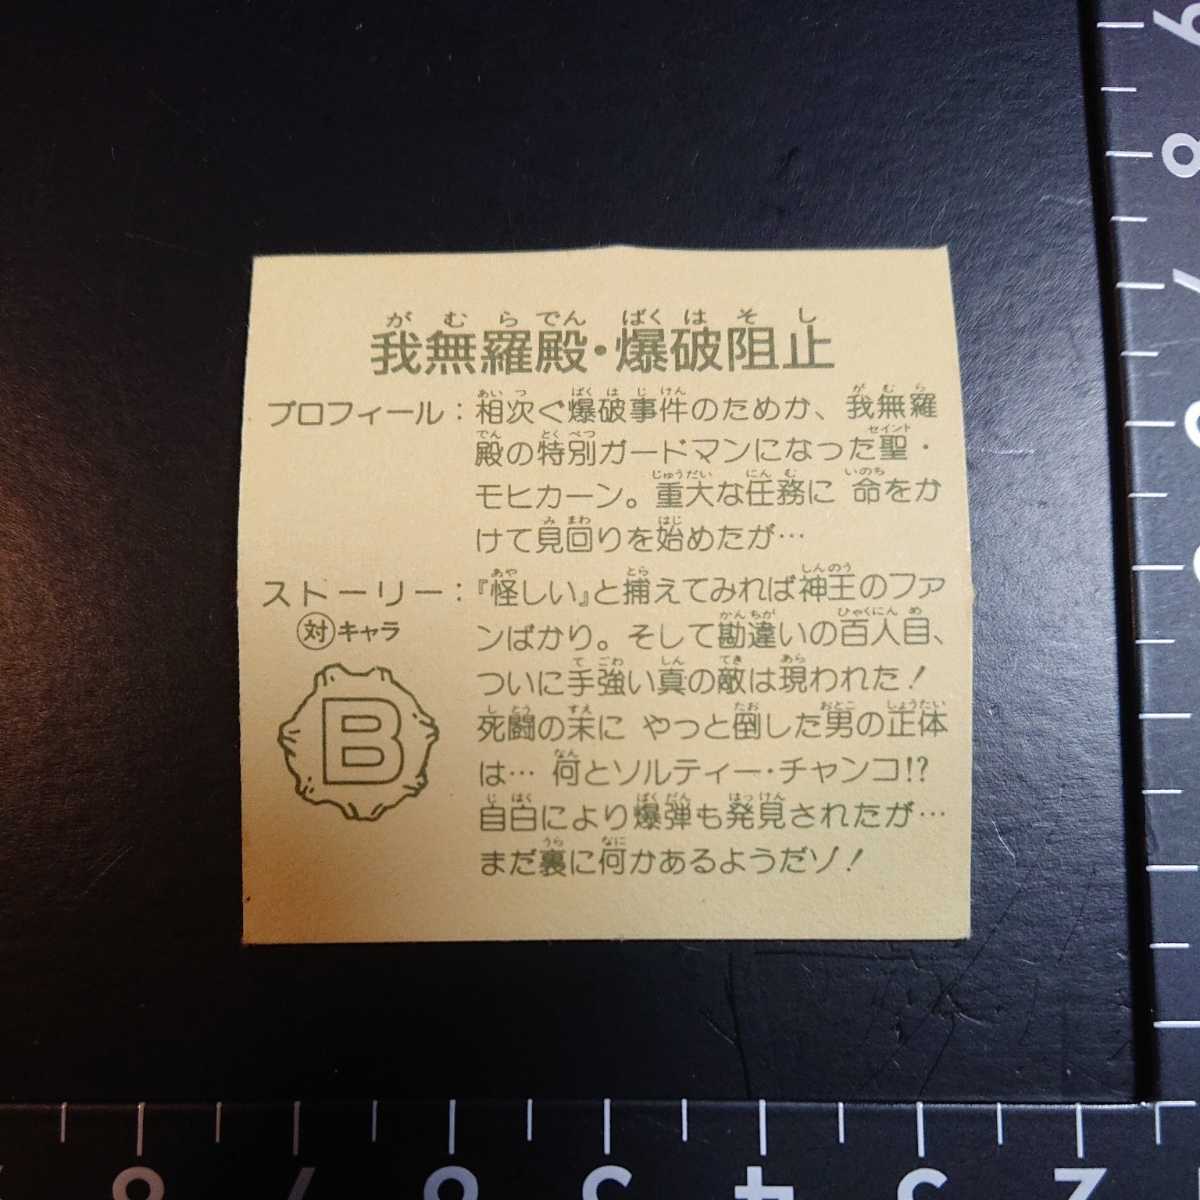 がむらでん ばくはそし
我無羅殿・爆破阻止
プロフィール：相次ぐ爆破事件のためか、我無羅
殿の特別ガードマンになった聖・
モヒカーン。重大な任務に 命をか
けて見回りを始めたが…
ストーリー：『怪しい』と捕えてみれば神王のファ
対キャラ
ンばかり。そして勘違いの百人目、
ついに手強い真の敵は現われた！
死闘の末に やっと倒した男の正体
は… 何とソルティー・チャンコ!?
自白により爆弾も発見されたが…
まだ裏に何かあるようだゾ！
B